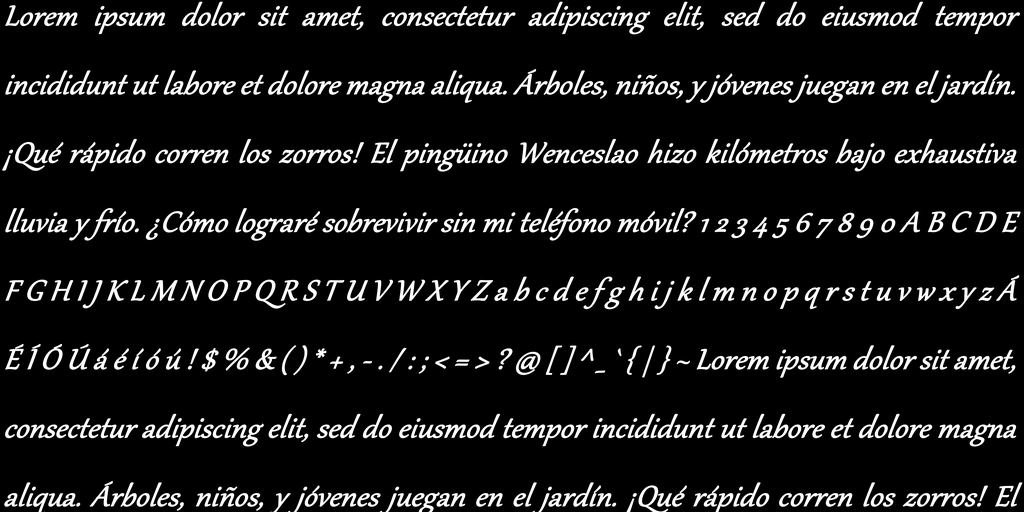 Lorem ipsum dolor sit amet, consectetur adipiscing elit, sed do eiusmod tempor
incididunt ut labore et dolore magna aliqua. Árboles, niños, y jóvenes juegan en el jardín.
¡Qué rápido corren los zorros! El pingüino Wenceslao hizo kilómetros bajo exhaustiva
lluvia y frío. ¿Cómo lograré sobrevivir sin mi teléfono móvil? 1 2 3 4 5 6 7 8 9 0 A B C D E
F G H I J K L M N O P Q R S T U V W X Y Z a b c d e f g h i j k l m n o p q r s t u v w x y z Á
É Í Ó Ú á é í ó ú ! $ % & ( ) * + , - . / : ; < = > ? @ [ ] ^ _ ` { | } ~ Lorem ipsum dolor sit amet,
consectetur adipiscing elit, sed do eiusmod tempor incididunt ut labore et dolore magna
aliqua. Árboles, niños, y jóvenes juegan en el jardín. ¡Qué rápido corren los zorros! El